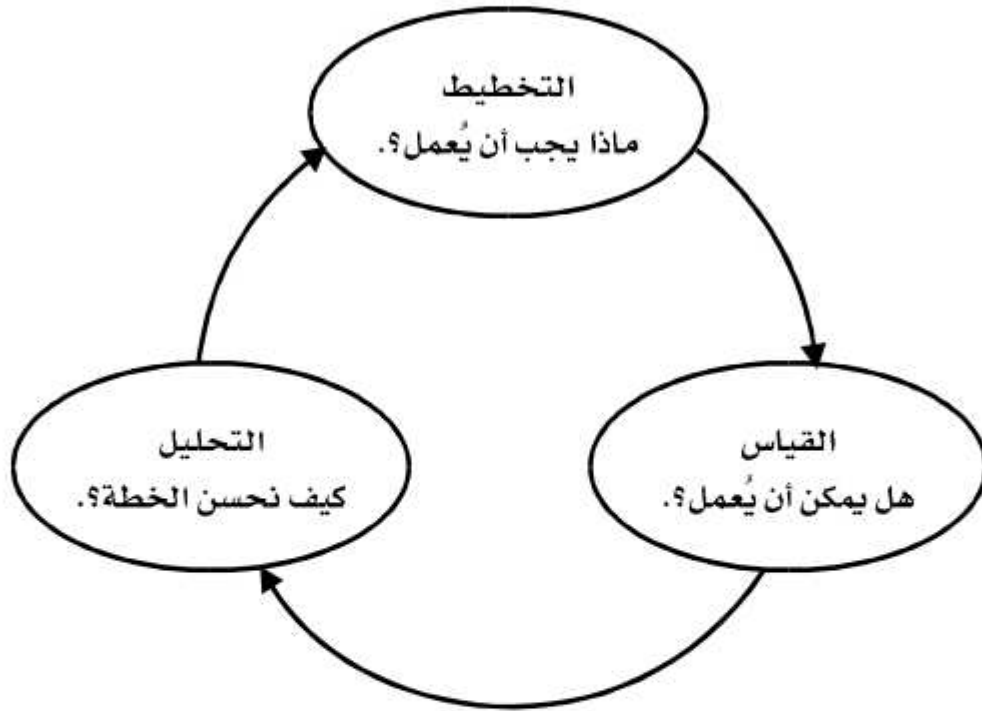 التخطيط
ماذا يجب أن يُعمل؟.
القياس
هل يمكن أن يُعمل؟.
التحليل
كيف نحسن الخطة؟.